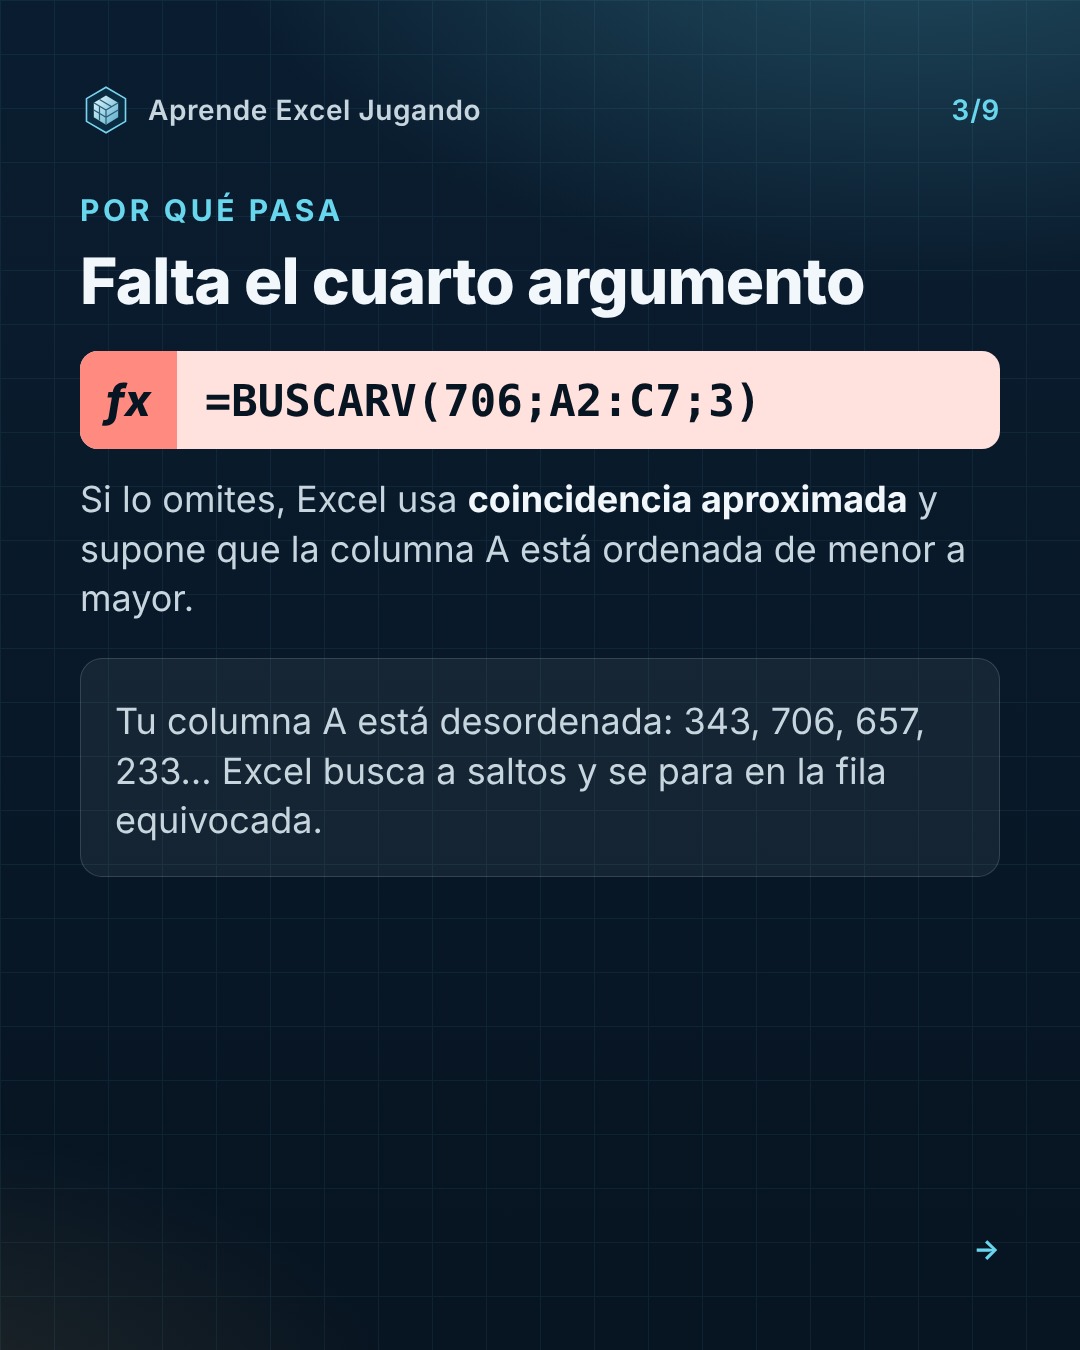 Aprende Excel Jugando
3/9
POR QUÉ PASA
Falta el cuarto argumento
fx =BUSCARV(706;A2:C7;3)
Si lo omites, Excel usa coincidencia aproximada y
supone que la columna A está ordenada de menor a
mayor.
Tu columna A está desordenada: 343, 706, 657,
233... Excel busca a saltos y se para en la fila
equivocada.
→